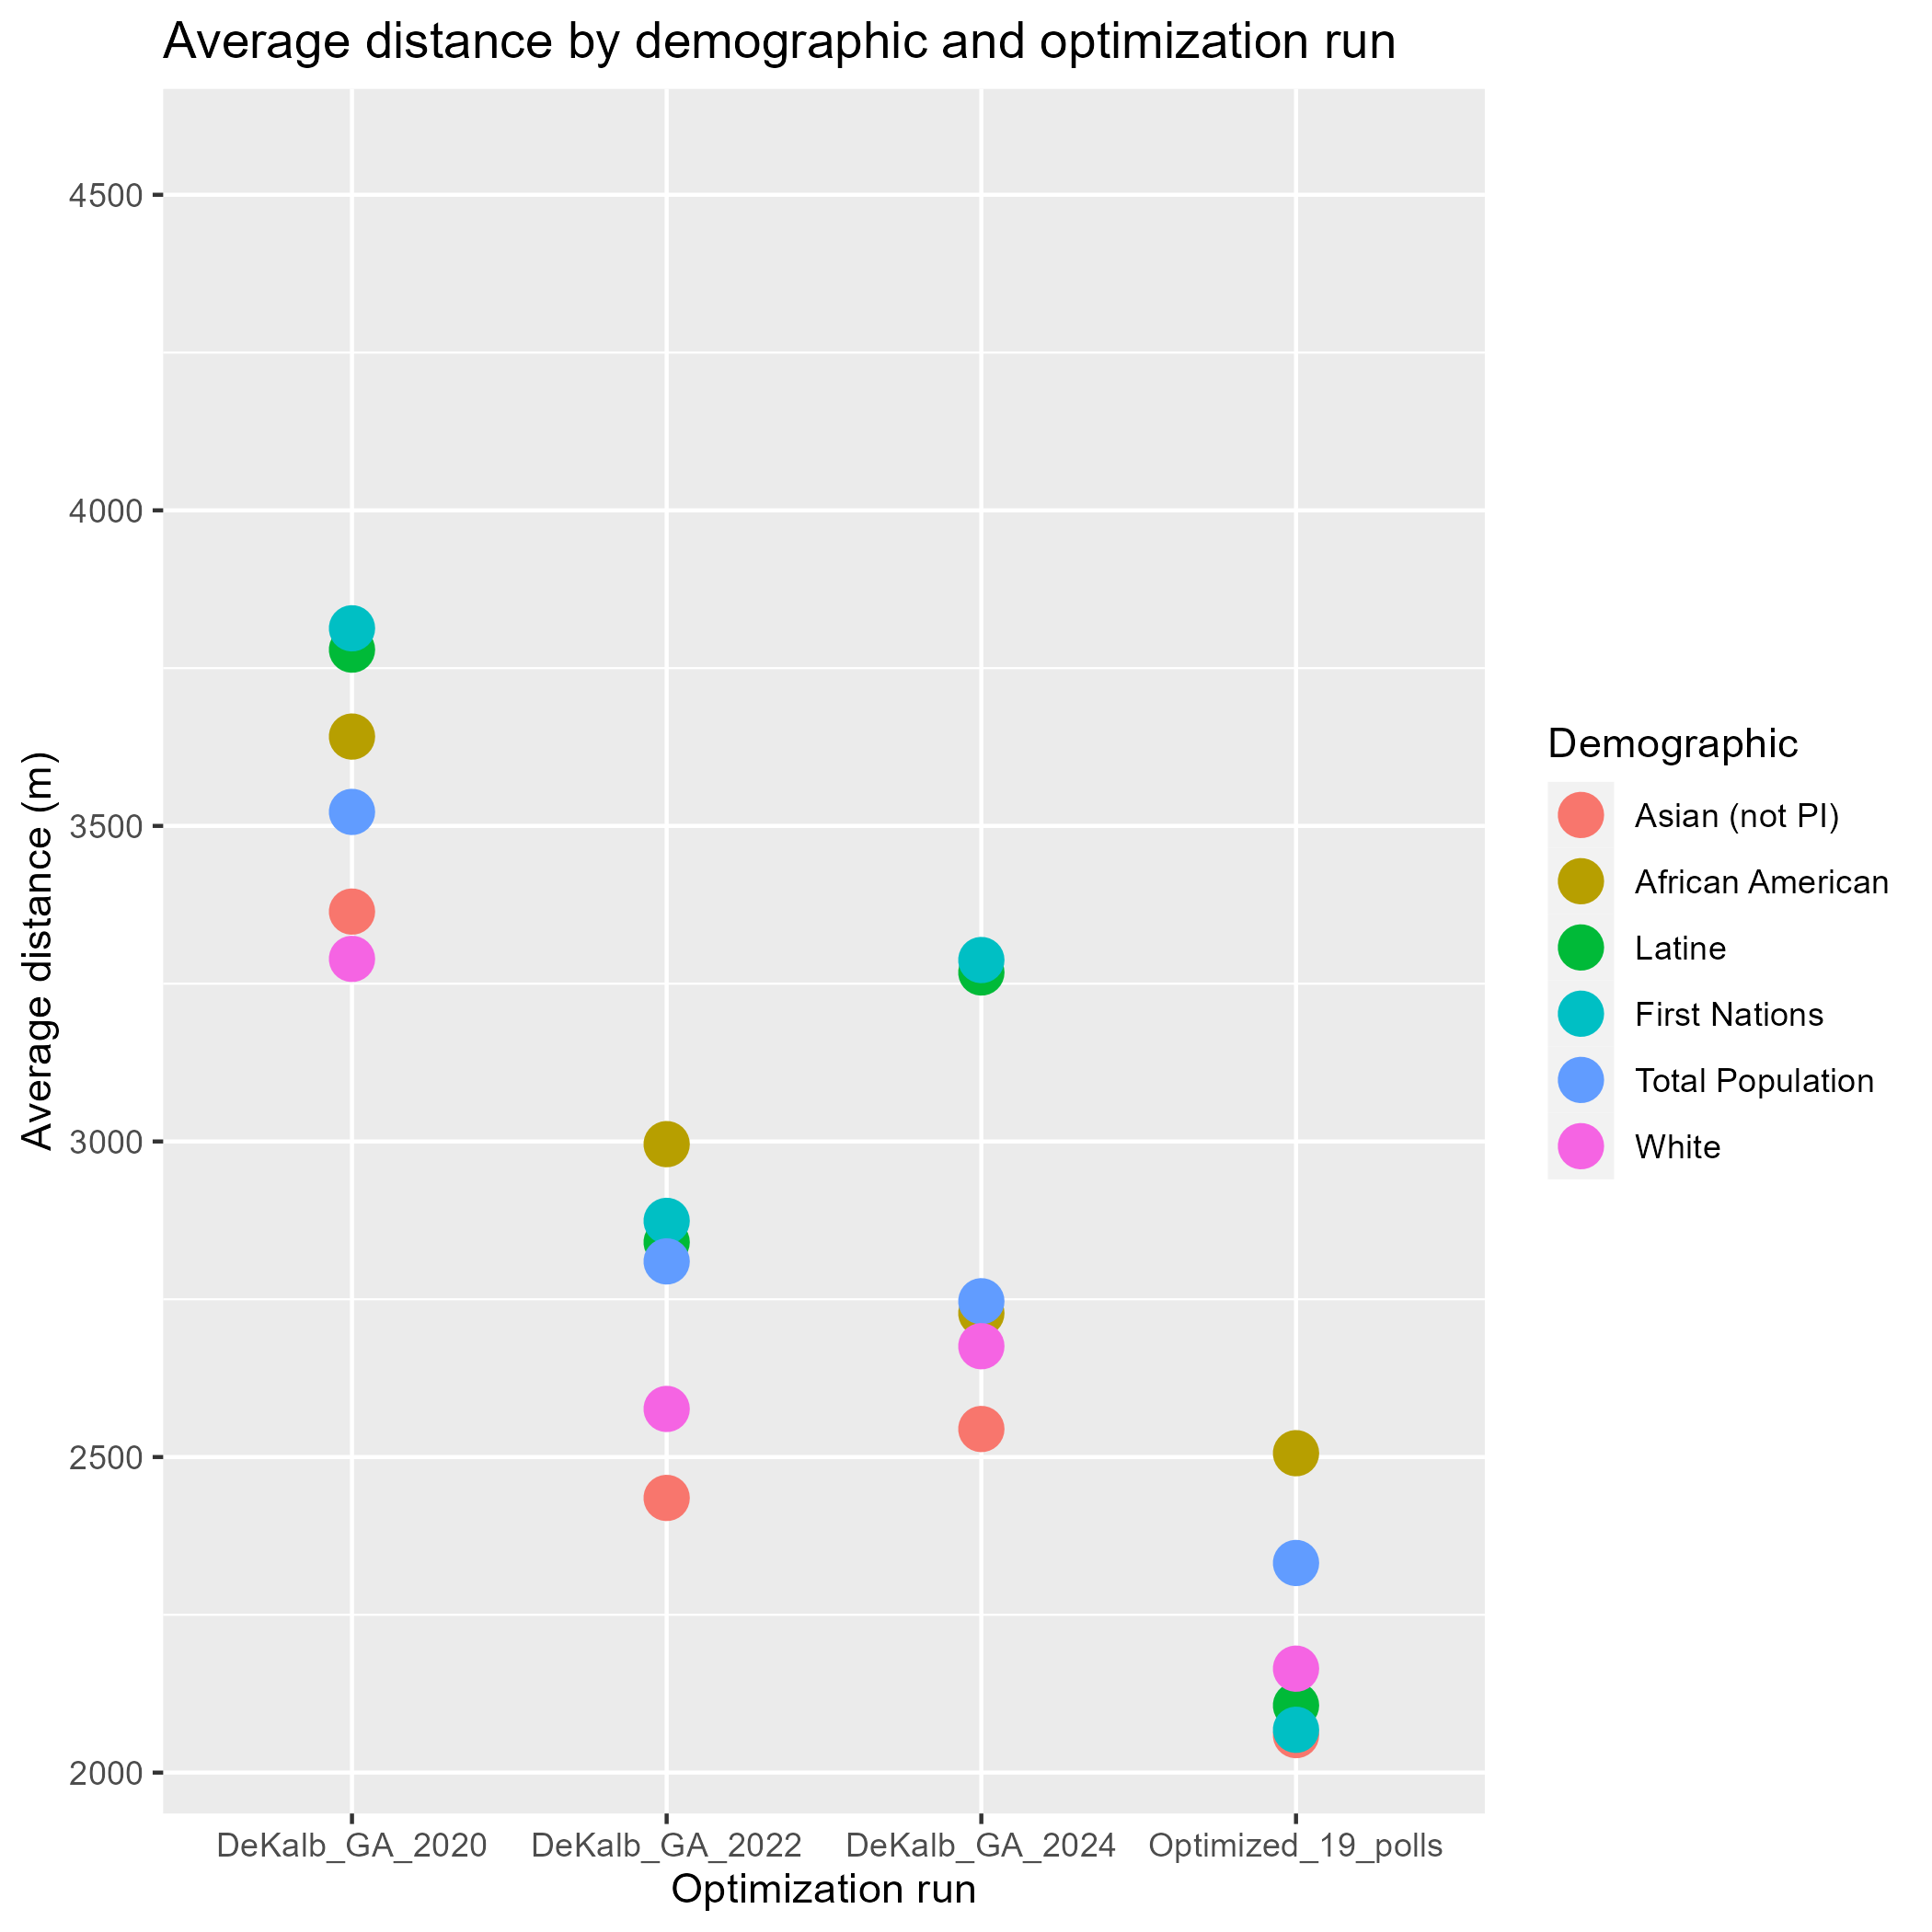 Average distance by demographic and optimization run
Average distance (m)
4500
4000
3500
3000
2500
2000
DeKalb_GA_2020
DeKalb_GA_2022
DeKalb_GA_2024
Optimized_19_polls
Optimization run
Demographic
Asian (not PI)
African American
Latine
First Nations
Total Population
White